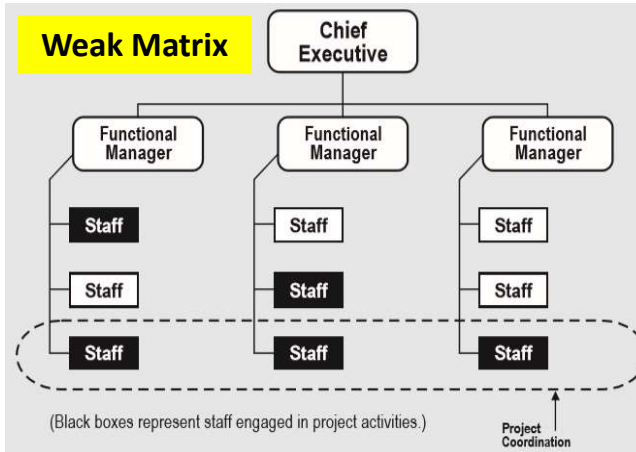 Weak Matrix
Chief
Executive
Functional
Manager
Functional
Manager
Functional
Manager
Staff
Staff
Staff
Staff
Staff
Staff
Staff
Staff
Staff
(Black boxes represent staff engaged in project activities.)
Project
Coordination